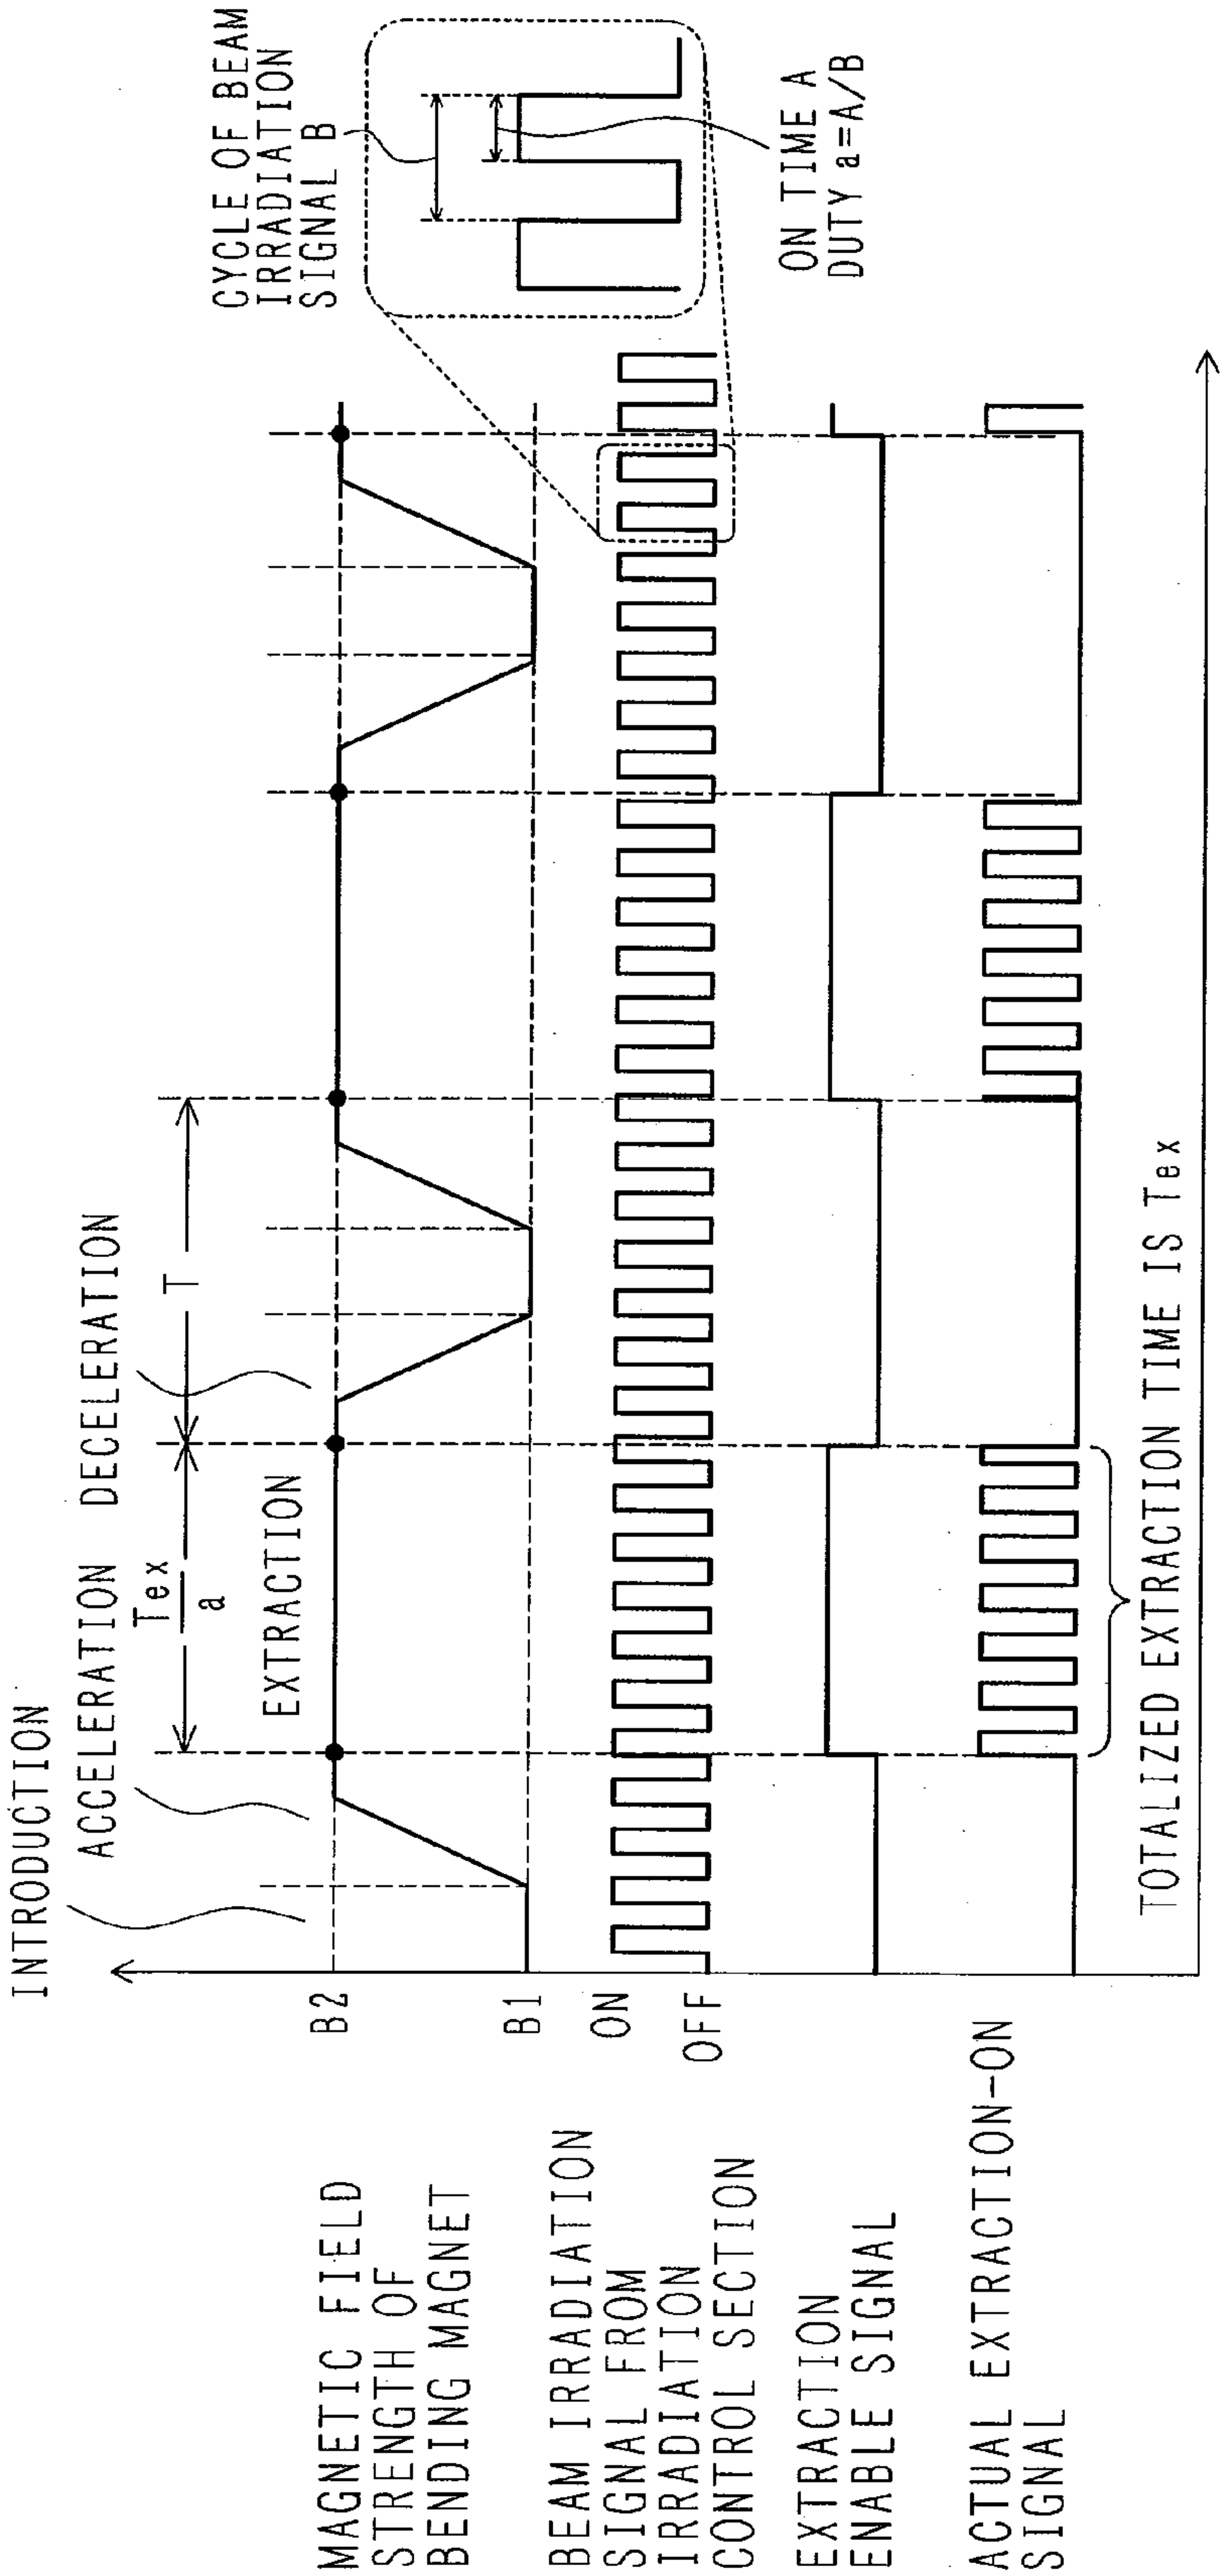 INTRODUCTION
ACCELERATION
DECELERATION
Tex
a
T
EXTRACTION
CYCLE OF BEAM
IRRADIATION
SIGNAL B
ON TIME A
DUTY a=A/B
MAGNETIC FIELD
STRENGTH OF
BENDING MAGNET
B2
B1
BEAM IRRADIATION
SIGNAL FROM
IRRADIATION
CONTROL SECTION
ON
OFF
EXTRACTION
ENABLE SIGNAL
ACTUAL EXTRACTION-ON
SIGNAL
TOTALIZED EXTRACTION TIME IS Tex